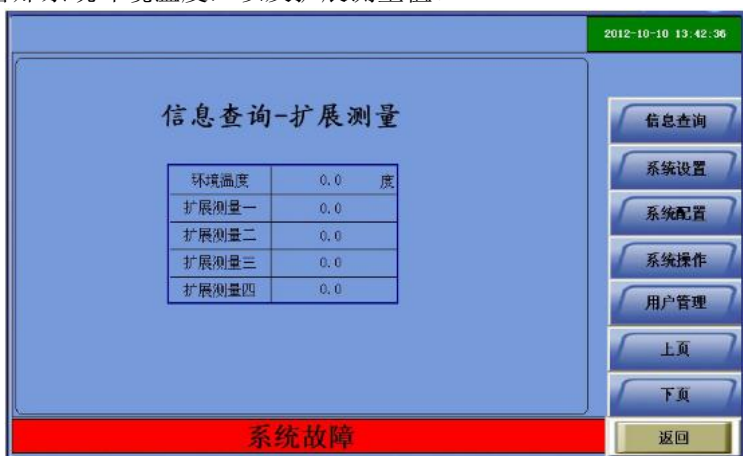 2012-10-10 13:42:36
信息查询-扩展测量
环境温度 0.0 度
扩展测量一 0.0
扩展测量二 0.0
扩展测量三 0.0
扩展测量四 0.0
信息查询
系统设置
系统配置
系统操作
用户管理
上页
下页
系统故障
返回